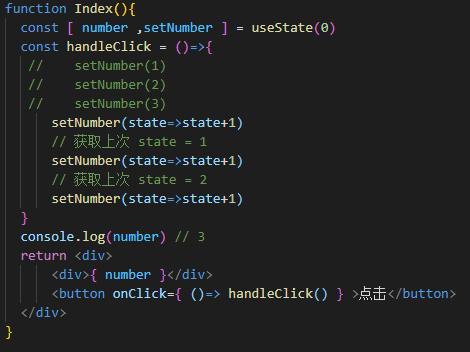 function Index(){
const [ number ,setNumber ] = useState(0)
const handleClick = ()=>{
//    setNumber(1)
//    setNumber(2)
//    setNumber(3)
setNumber(state=>state+1)
// 获取上次 state = 1
setNumber(state=>state+1)
// 获取上次 state = 2
setNumber(state=>state+1)
}
console.log(number) // 3
return <div>
<div>{ number }</div>
<button onClick={ ()=> handleClick() } >点击</button>
</div>
}